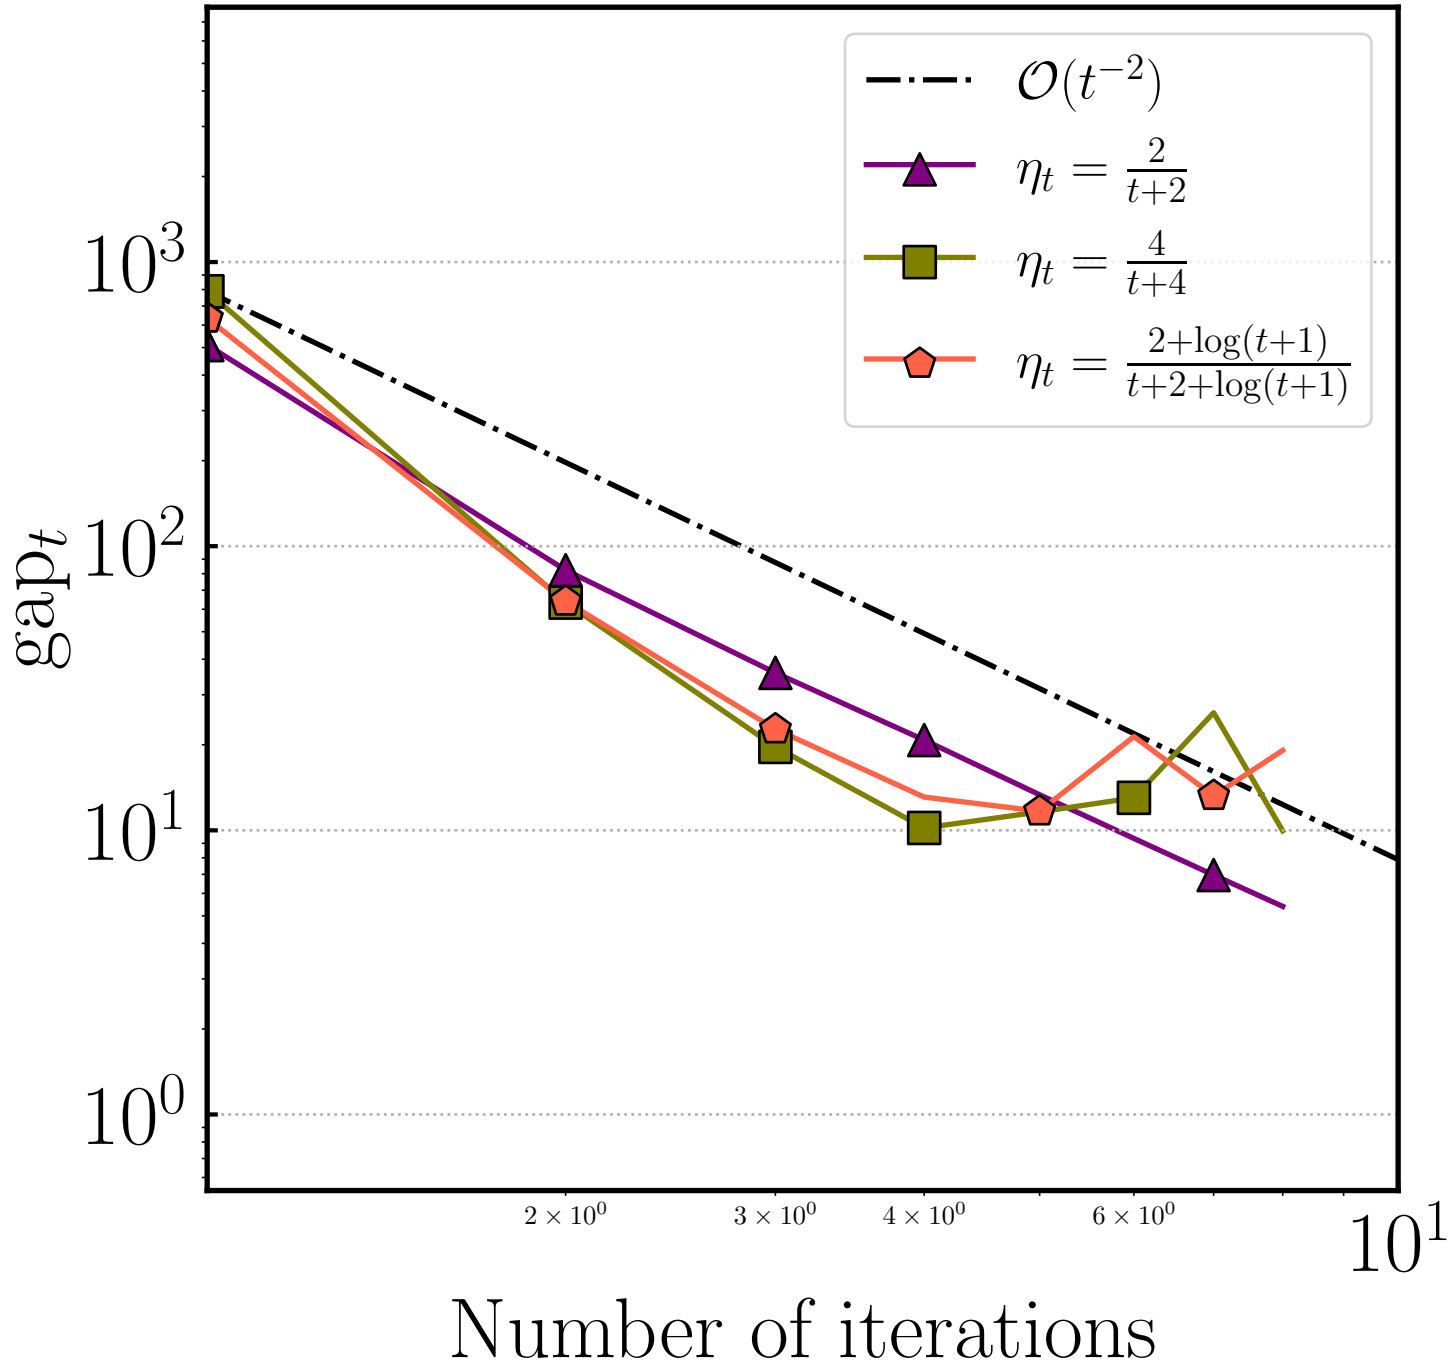 𝒪(t⁻²)
ηₜ = 2/(t+2)
ηₜ = 4/(t+4)
ηₜ = (2+log(t+1))/(t+2+log(t+1))
10³
10²
10¹
10⁰
gapₜ
2 × 10⁰ 3 × 10⁰ 4 × 10⁰ 6 × 10⁰
10¹
Number of iterations